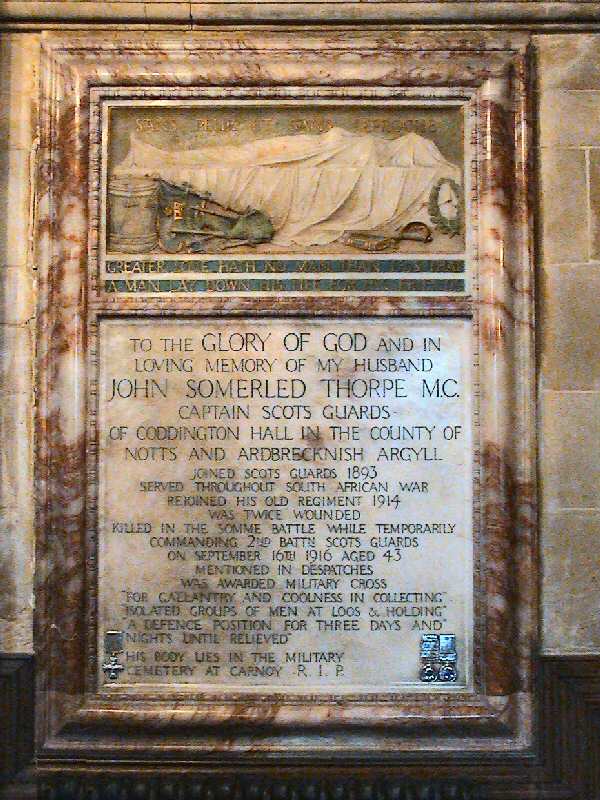 SANS PEUR ET SANS REPROCHE
GREATER LOVE HATH NO MAN THAN THIS THAT
A MAN LAY DOWN HIS LIFE FOR HIS FRIENDS
TO THE GLORY OF GOD AND IN
LOVING MEMORY OF MY HUSBAND
JOHN SOMERLED THORPE M.C.
CAPTAIN SCOTS GUARDS
OF CODDINGTON HALL IN THE COUNTY OF
NOTTS AND ARDBRECKNISH ARGYLL
JOINED SCOTS GUARDS 1893
SERVED THROUGHOUT SOUTH AFRICAN WAR
REJOINED HIS OLD REGIMENT 1914
WAS TWICE WOUNDED
KILLED IN THE SOMME BATTLE WHILE TEMPORARILY
COMMANDING 2ND BATTN SCOTS GUARDS
ON SEPTEMBER 16TH 1916 AGED 43
MENTIONED IN DESPATCHES
WAS AWARDED MILITARY CROSS
"FOR GALLANTRY AND COOLNESS IN COLLECTING"
"ISOLATED GROUPS OF MEN AT LOOS & HOLDING"
"A DEFENCE POSITION FOR THREE DAYS AND"
"NIGHTS UNTIL RELIEVED"
HIS BODY LIES IN THE MILITARY
CEMETERY AT CARNOY R.I.P.